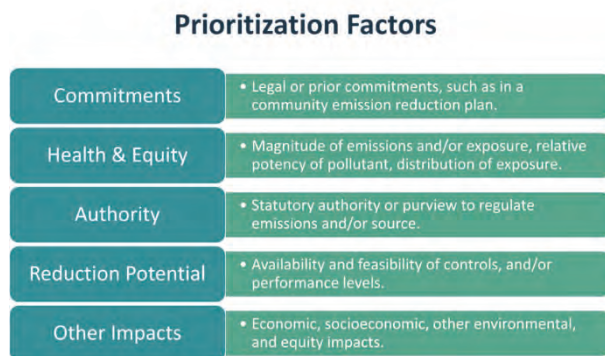 Prioritization Factors
Commitments
• Legal or prior commitments, such as in a
community emission reduction plan.
Health & Equity
• Magnitude of emissions and/or exposure, relative
potency of pollutant, distribution of exposure.
Authority
• Statutory authority or purview to regulate
emissions and/or source.
Reduction Potential
• Availability and feasibility of controls, and/or
performance levels.
Other Impacts
• Economic, socioeconomic, other environmental,
and equity impacts.